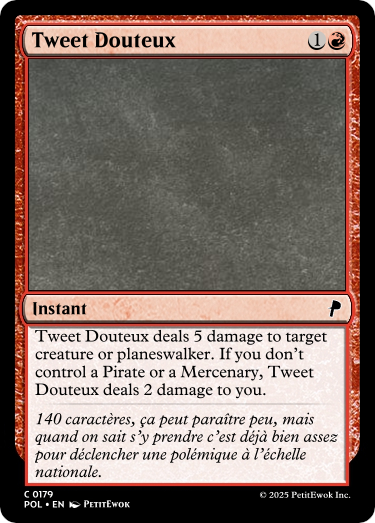 Tweet Douteux 1
Instant
Tweet Douteux deals 5 damage to target
creature or planeswalker. If you don't
control a Pirate or a Mercenary, Tweet
Douteux deals 2 damage to you.
140 caractères, ça peut paraître peu, mais
quand on sait s'y prendre c'est déjà bien assez
pour déclencher une polémique à l'échelle
nationale.
C 0179
POL • EN PetitEwok
© 2025 PetitEwok Inc.